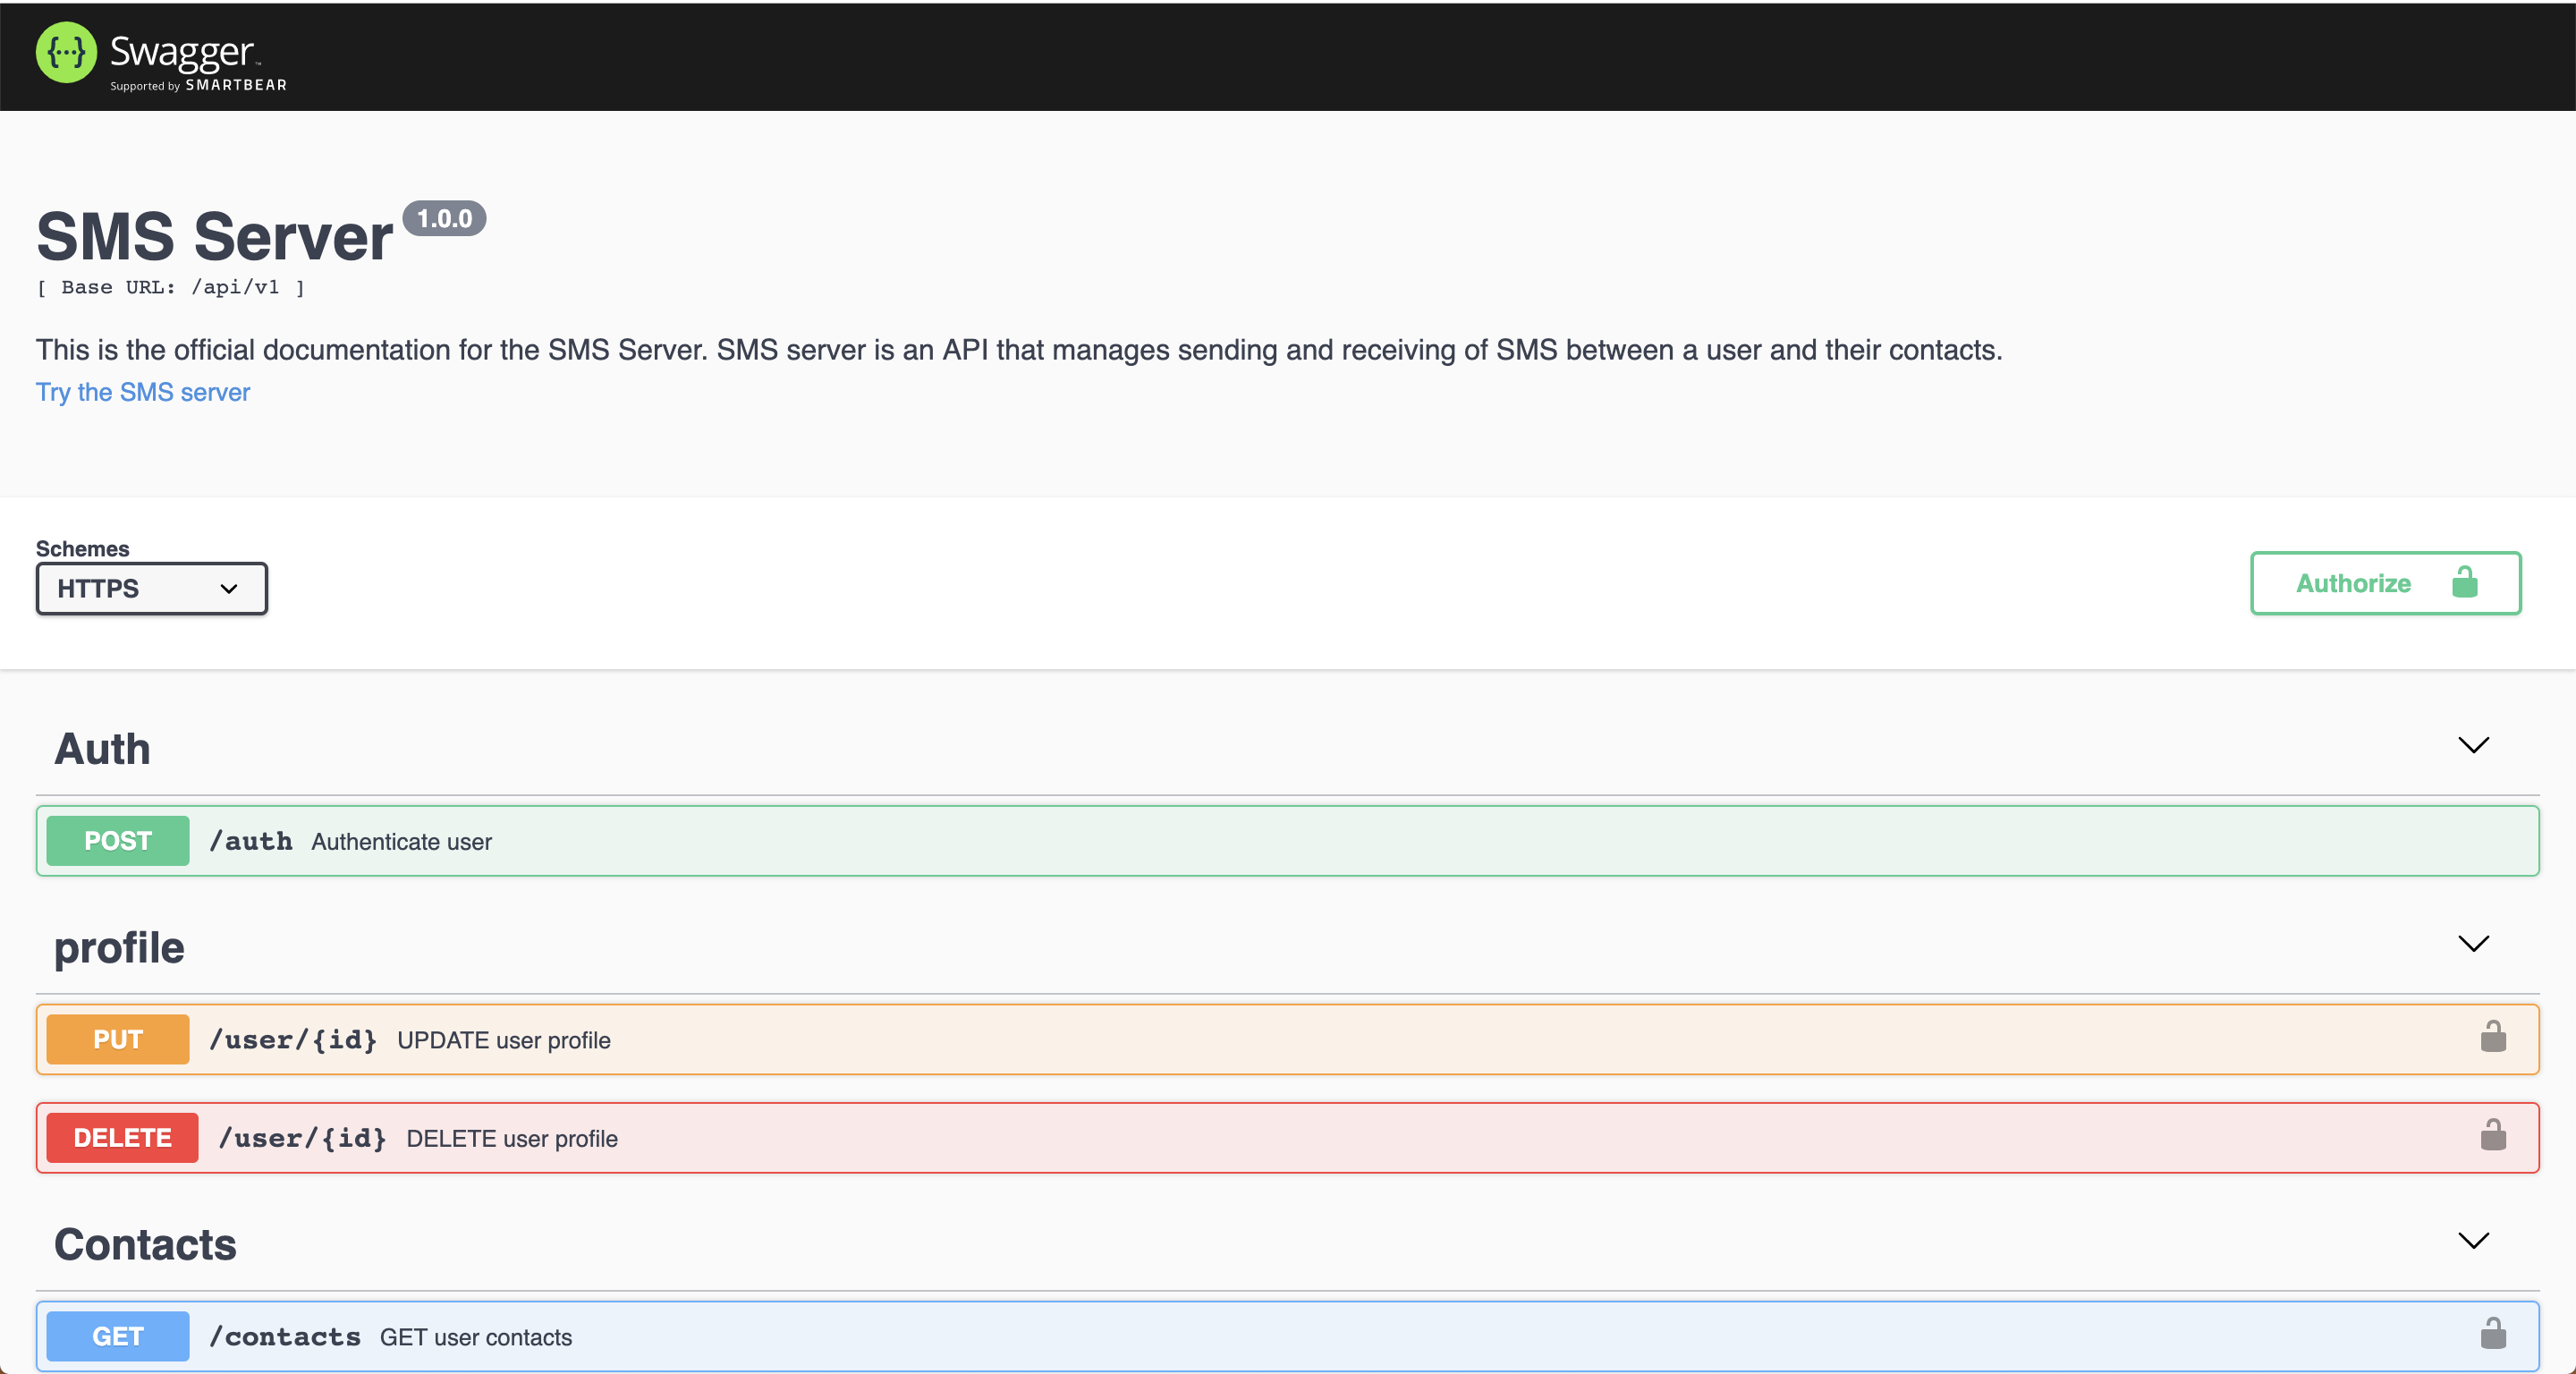 {...} Swagger™
Supported by SMARTBEAR
SMS Server 1.0.0
[ Base URL: /api/v1 ]
This is the official documentation for the SMS Server. SMS server is an API that manages sending and receiving of SMS between a user and their contacts.
Try the SMS server
Schemes
HTTPS
Authorize
Auth
POST /auth Authenticate user
profile
PUT /user/{id} UPDATE user profile
DELETE /user/{id} DELETE user profile
Contacts
GET /contacts GET user contacts